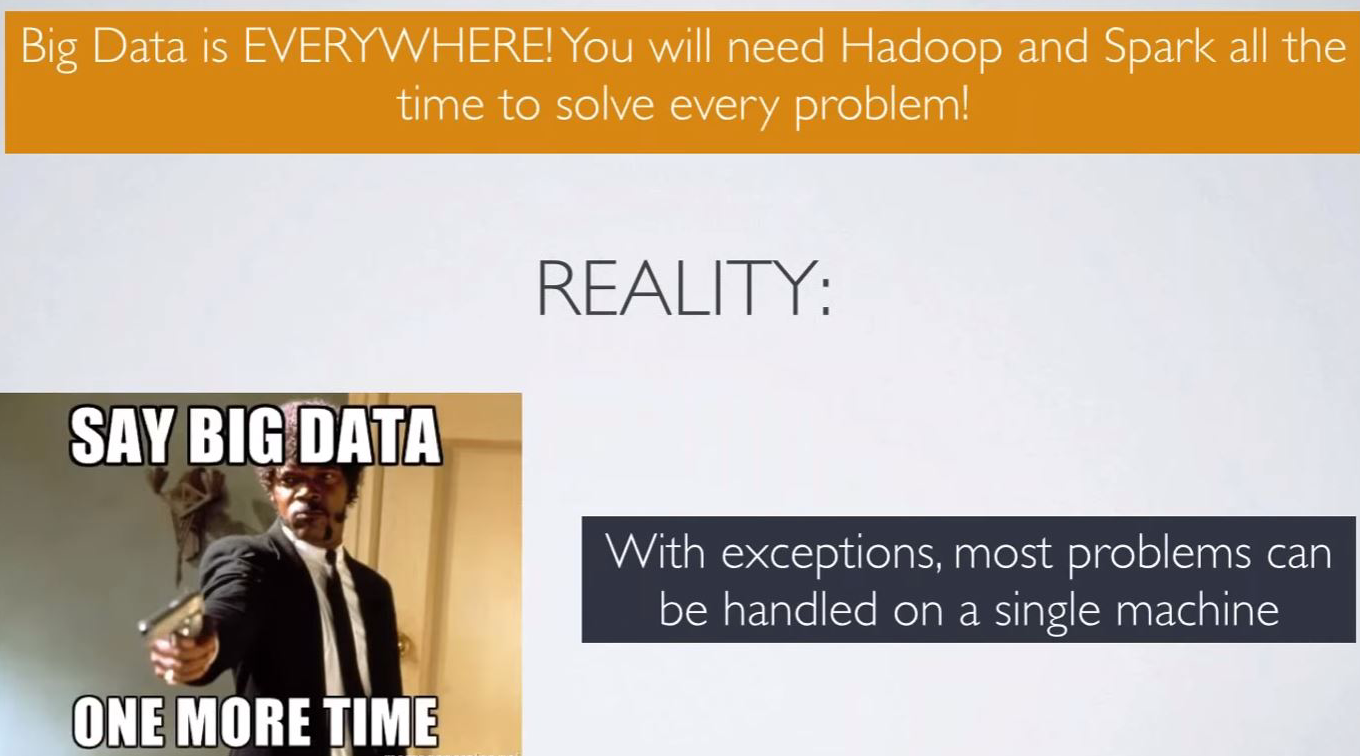 Big Data is EVERYWHERE! You will need Hadoop and Spark all the
time to solve every problem!
REALITY:
SAY BIG DATA
ONE MORE TIME
With exceptions, most problems can
be handled on a single machine